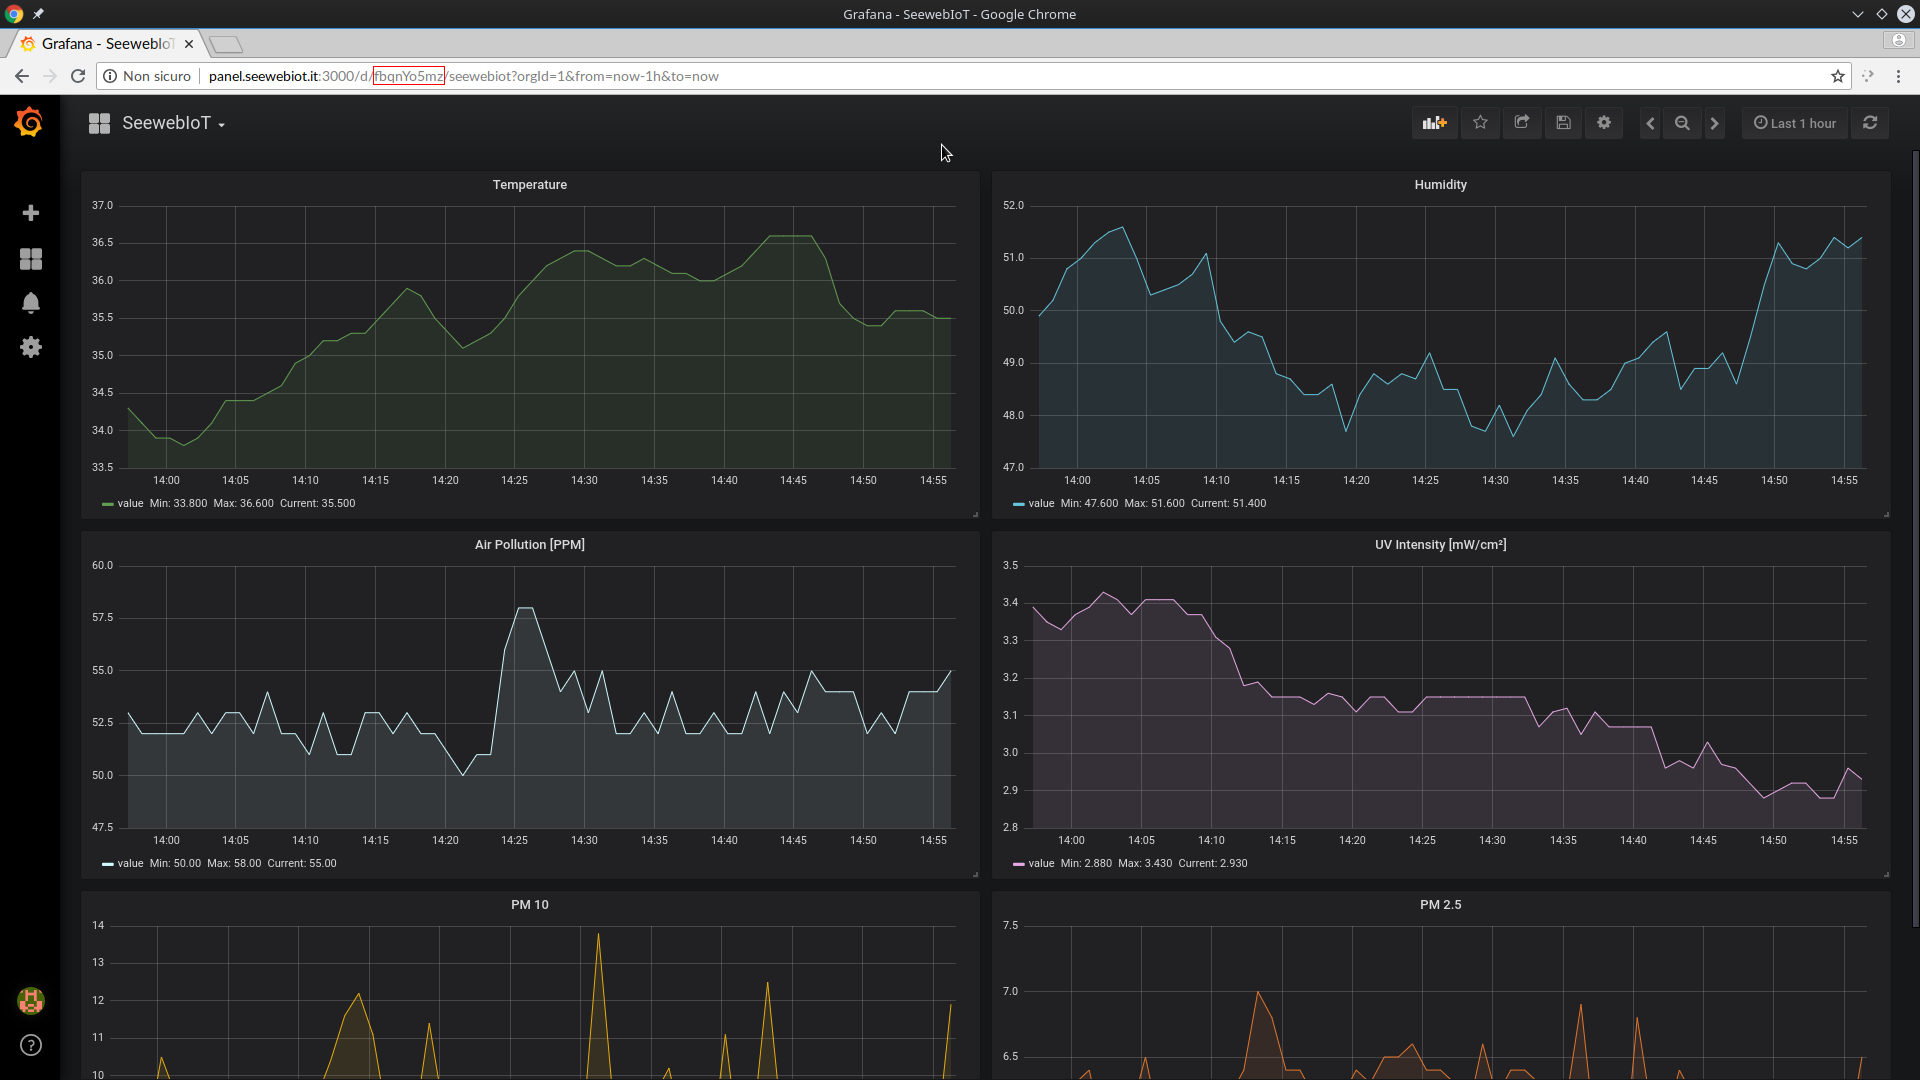 Grafana - SeewebIoT - Google Chrome
Grafana - SeewebIoT
Non sicuro panel.seewebiot.it:3000/d/fbqnYo5mz/seewebiot?orgId=1&from=now-1h&to=now
SeewebIoT
Last 1 hour
Temperature
37.0
36.5
36.0
35.5
35.0
34.5
34.0
33.5
14:00 14:05 14:10 14:15 14:20 14:25 14:30 14:35 14:40 14:45 14:50 14:55
value Min: 33.800 Max: 36.600 Current: 35.500
Humidity
52.0
51.0
50.0
49.0
48.0
47.0
14:00 14:05 14:10 14:15 14:20 14:25 14:30 14:35 14:40 14:45 14:50 14:55
value Min: 47.600 Max: 51.600 Current: 51.400
Air Pollution [PPM]
60.0
57.5
55.0
52.5
50.0
47.5
14:00 14:05 14:10 14:15 14:20 14:25 14:30 14:35 14:40 14:45 14:50 14:55
value Min: 50.00 Max: 58.00 Current: 55.00
UV Intensity [mW/cm²]
3.5
3.4
3.3
3.2
3.1
3.0
2.9
2.8
14:00 14:05 14:10 14:15 14:20 14:25 14:30 14:35 14:40 14:45 14:50 14:55
value Min: 2.880 Max: 3.430 Current: 2.930
PM 10
14
13
12
11
10
PM 2.5
7.5
7.0
6.5